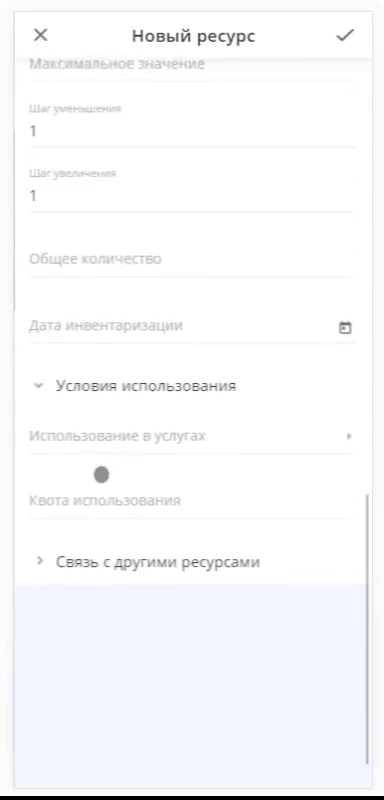 Новый ресурс
Максимальное значение
Шаг уменьшения
1
Шаг увеличения
1
Общее количество
Дата инвентаризации
Условия использования
Использование в услугах
Квота использования
Связь с другими ресурсами